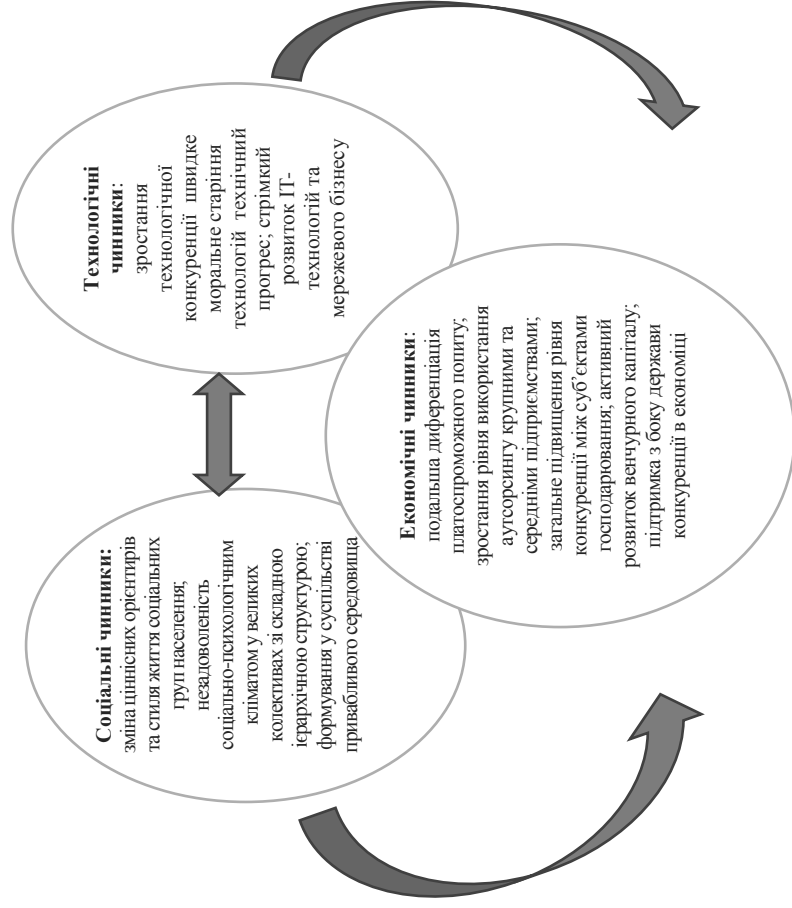 Соціальні чинники:
зміна ціннісних орієнтирів
та стиля життя соціальних
груп населення;
незадоволеність
соціально-психологічним
кліматом у великих
колективах зі складною
ієрархічною структурою;
формування у суспільстві
привабливого середовища
Технологічні
чинники:
зростання
технологічної
конкуренції швидке
моральне старіння
технологій технічний
прогрес; стрімкий
розвиток ІТ-
технологій та
мережевого бізнесу
Економічні чинники:
подальша диференціація
платоспроможного попиту;
зростання рівня використання
аутсорсингу крупними та
середніми підприємствами;
загальне підвищення рівня
конкуренції між суб’єктами
господарювання; активний
розвиток венчурного капіталу;
підтримка з боку держави
конкуренції в економіці